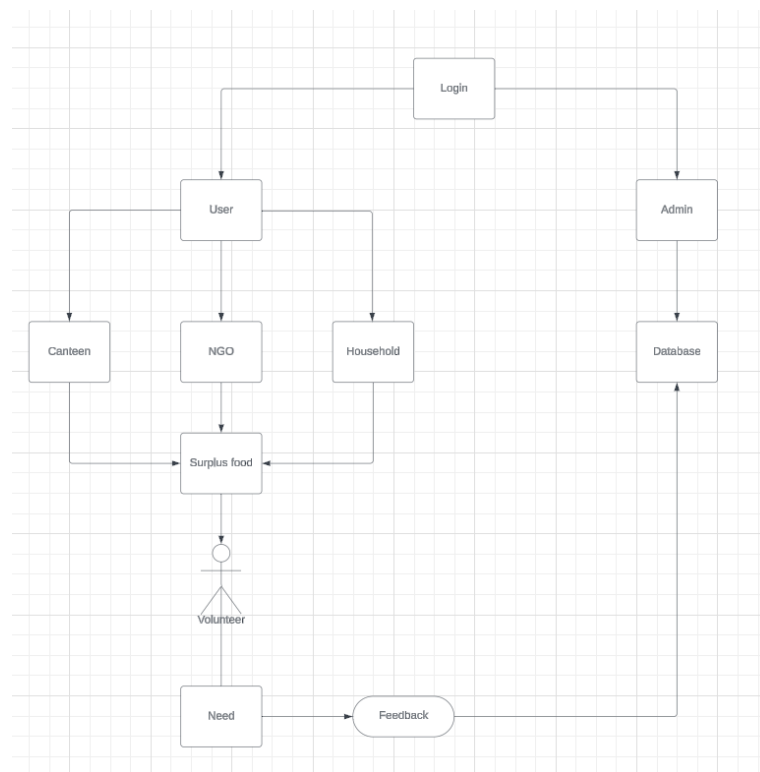 Login
User
Admin
Canteen
NGO
Household
Database
Surplus food
Volunteer
Need
Feedback